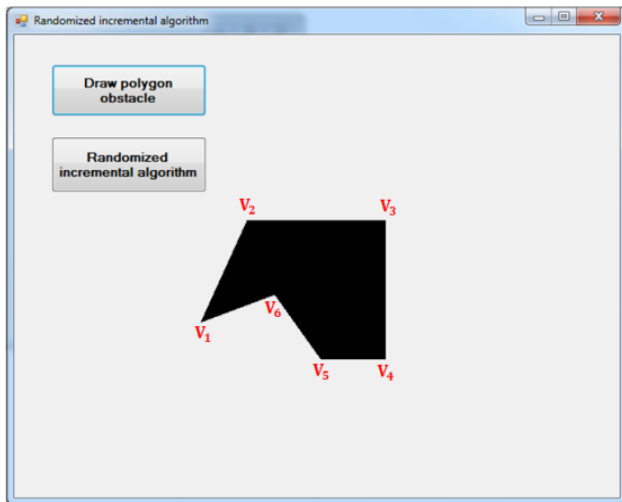 Randomized incremental algorithm
Draw polygon
obstacle
Randomized
incremental algorithm
V₂
V₃
V₆
V₁
V₅
V₄